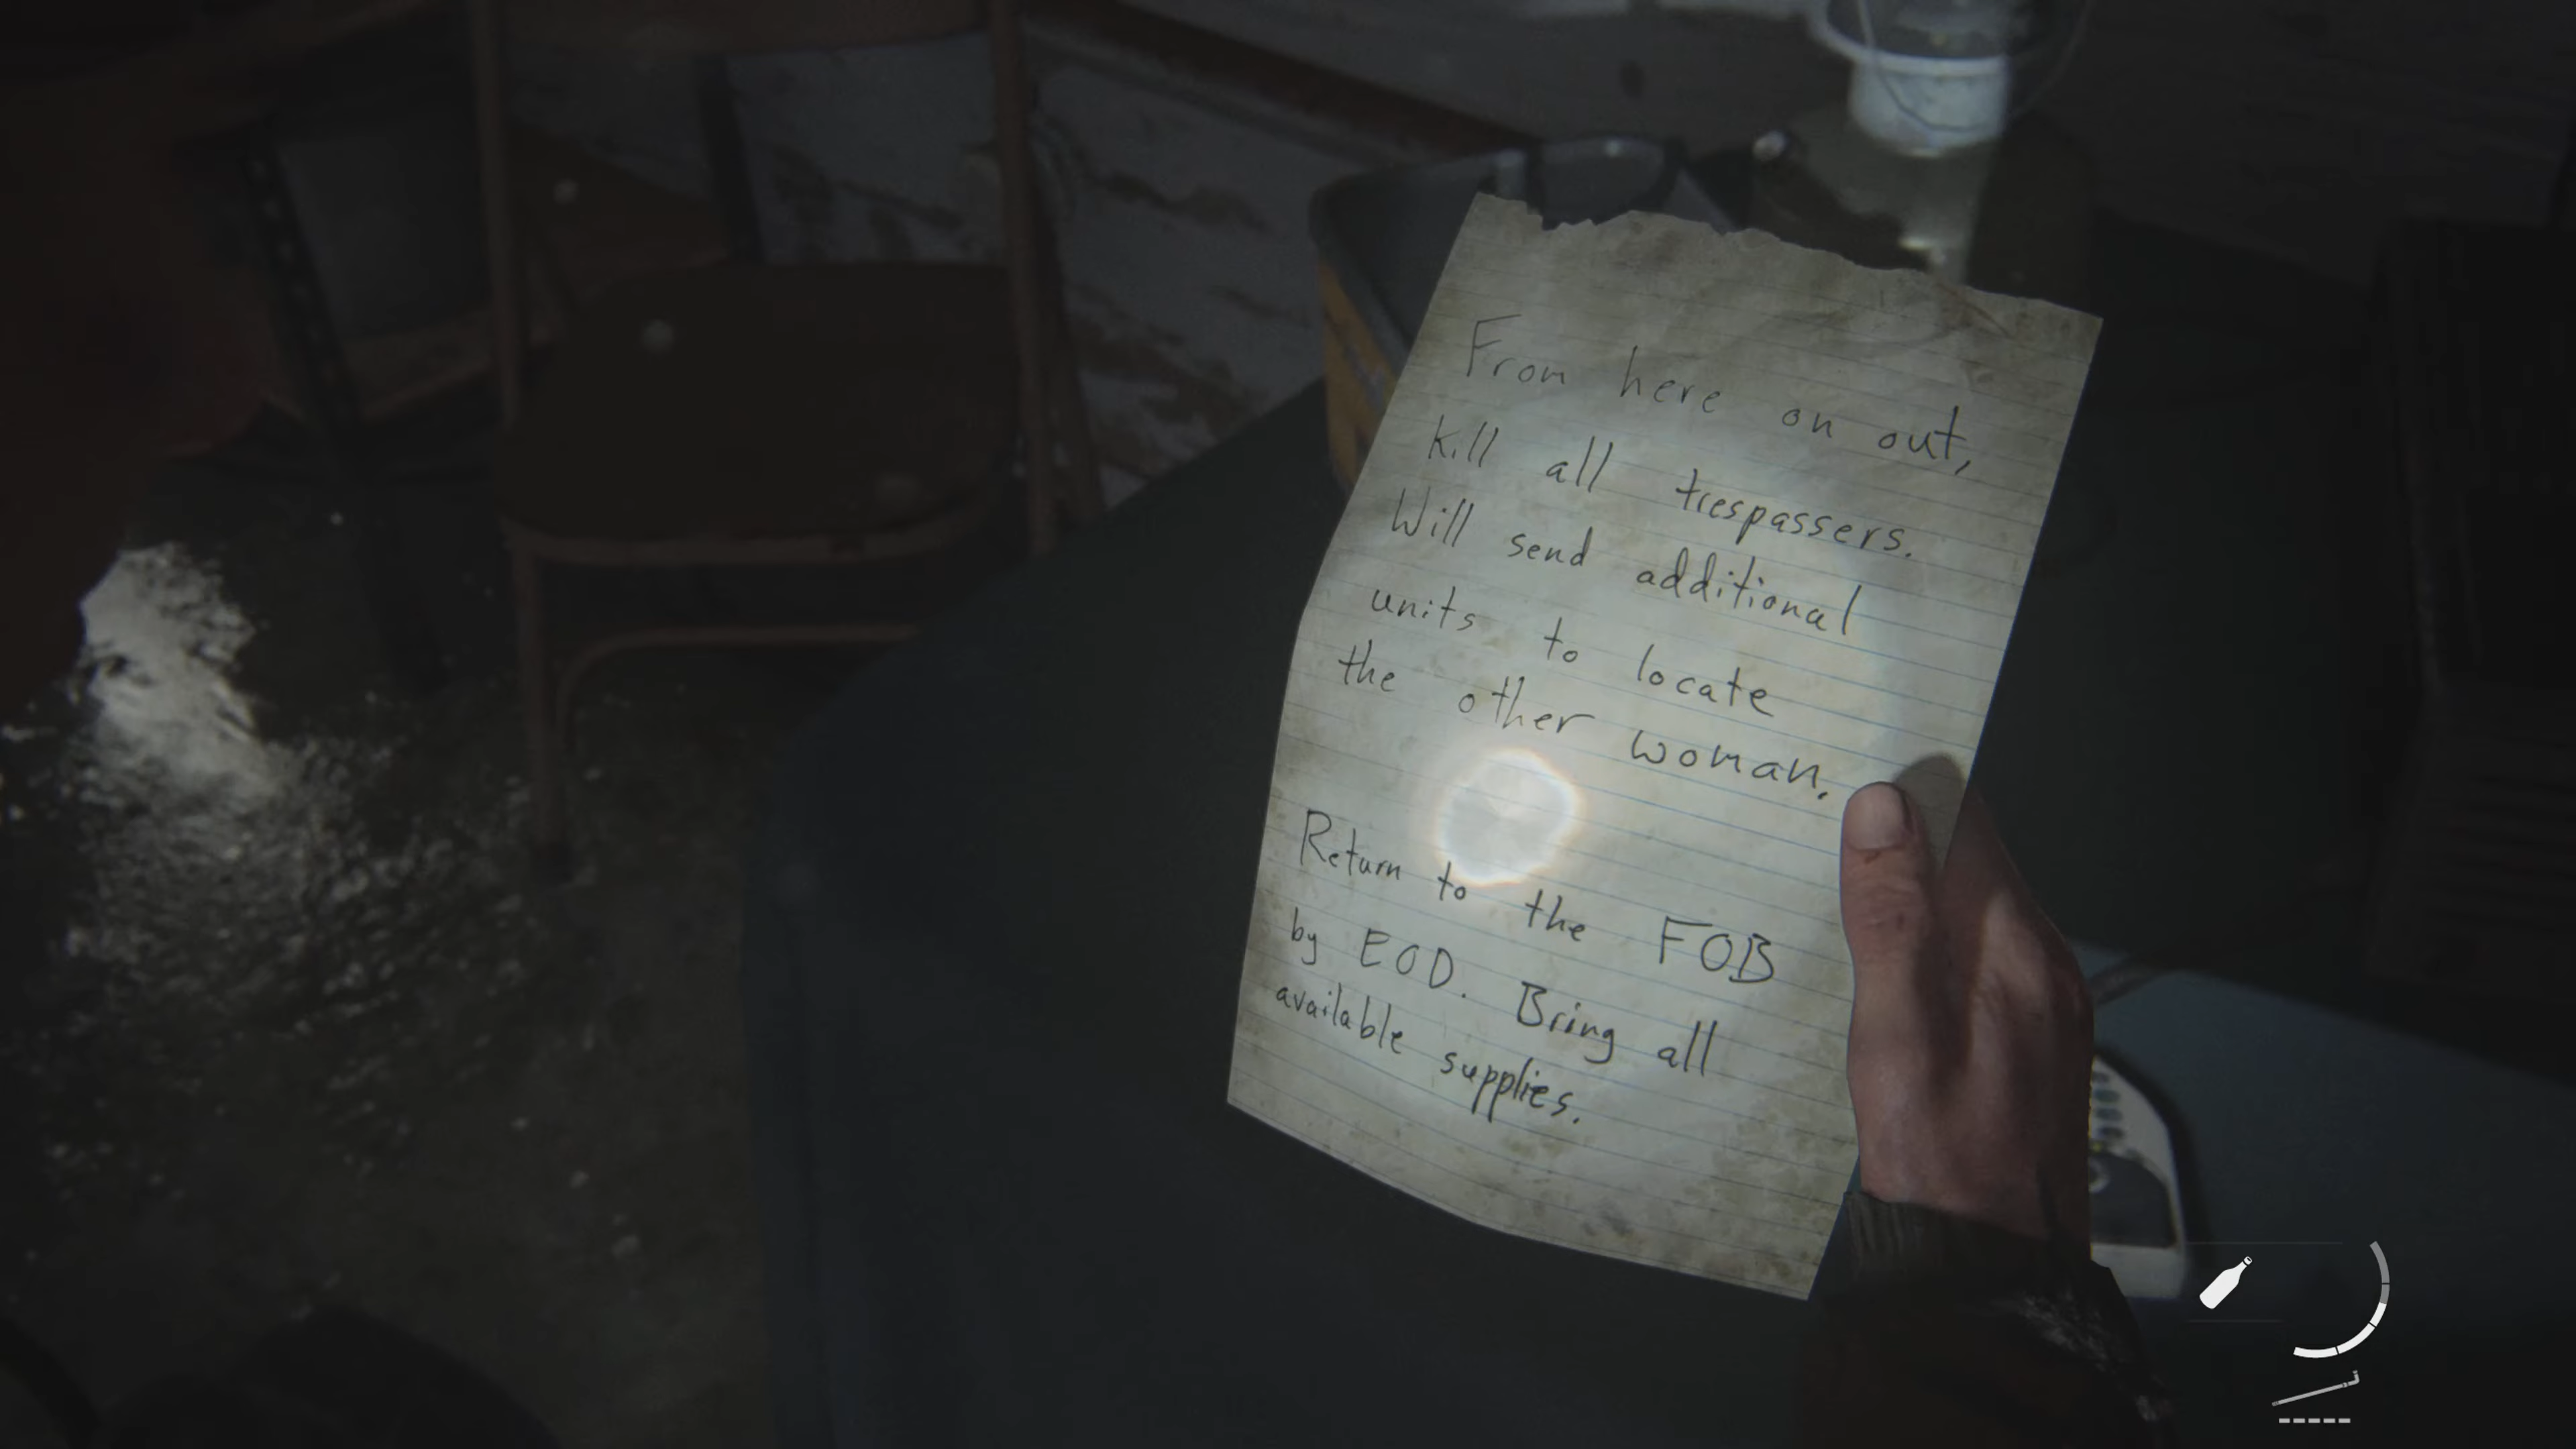 From here on out,
kill all trespassers.
Will send additional
units to locate
the other woman.
Return to the FOB
by EOD. Bring all
available supplies.